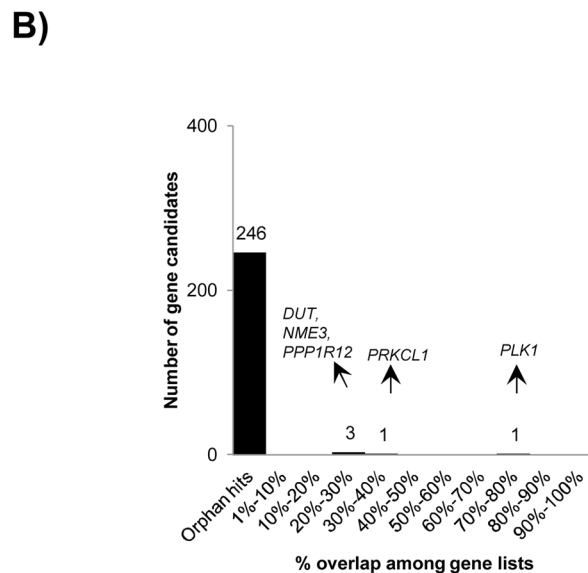 B)
Number of gene candidates
400
200
0
246
DUT,
NME3,
PPP1R12
PRKCL1
PLK1
3
1
1
Orphan hits
1%-10%
10%-20%
20%-30%
30%-40%
40%-50%
50%-60%
60%-70%
70%-80%
80%-90%
90%-100%
% overlap among gene lists